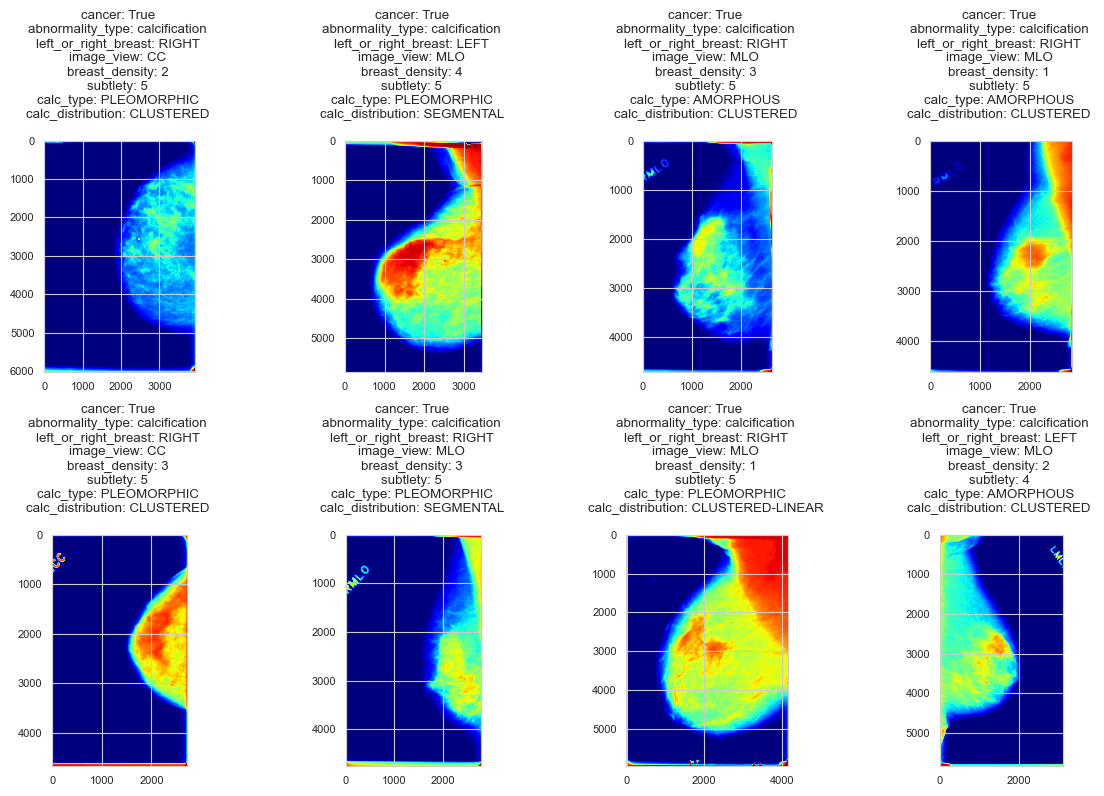 cancer: True
abnormality_type: calcification
left_or_right_breast: RIGHT
image_view: CC
breast_density: 2
subtlety: 5
calc_type: PLEOMORPHIC
calc_distribution: CLUSTERED
0
1000
2000
3000
4000
5000
6000
0 1000 2000 3000
cancer: True
abnormality_type: calcification
left_or_right_breast: LEFT
image_view: MLO
breast_density: 4
subtlety: 5
calc_type: PLEOMORPHIC
calc_distribution: SEGMENTAL
0
1000
2000
3000
4000
5000
0 1000 2000 3000
cancer: True
abnormality_type: calcification
left_or_right_breast: RIGHT
image_view: MLO
breast_density: 3
subtlety: 5
calc_type: AMORPHOUS
calc_distribution: CLUSTERED
0
RMLO
1000
2000
3000
4000
0 1000 2000
cancer: True
abnormality_type: calcification
left_or_right_breast: RIGHT
image_view: MLO
breast_density: 1
subtlety: 5
calc_type: AMORPHOUS
calc_distribution: CLUSTERED
0
RMLO
1000
2000
3000
4000
0 1000 2000
cancer: True
abnormality_type: calcification
left_or_right_breast: RIGHT
image_view: CC
breast_density: 3
subtlety: 5
calc_type: PLEOMORPHIC
calc_distribution: CLUSTERED
0
CC
1000
2000
3000
4000
0 2000
cancer: True
abnormality_type: calcification
left_or_right_breast: RIGHT
image_view: MLO
breast_density: 3
subtlety: 5
calc_type: PLEOMORPHIC
calc_distribution: SEGMENTAL
0
RMLO
1000
2000
3000
4000
0 1000 2000
cancer: True
abnormality_type: calcification
left_or_right_breast: RIGHT
image_view: MLO
breast_density: 1
subtlety: 5
calc_type: PLEOMORPHIC
calc_distribution: CLUSTERED-LINEAR
0
1000
2000
3000
4000
5000
0 2000 4000
cancer: True
abnormality_type: calcification
left_or_right_breast: LEFT
image_view: MLO
breast_density: 2
subtlety: 4
calc_type: AMORPHOUS
calc_distribution: CLUSTERED
0
1000
2000
3000
4000
5000
0 2000